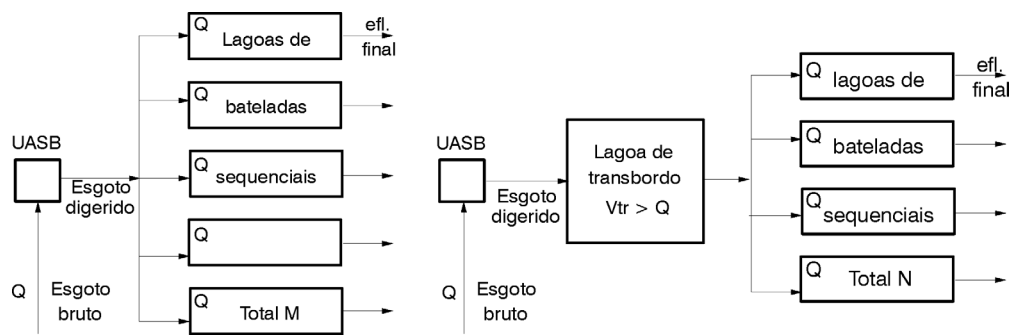 Q
Lagoas de
efl.
final
Q
bateladas
UASB
Q
sequenciais
Esgoto
digerido
Q
Q
Esgoto
bruto
Q
Total M
UASB
Esgoto
digerido
Q
Esgoto
bruto
Lagoa de
transbordo
Vtr > Q
Q
lagoas de
efl.
final
Q
bateladas
Q
sequenciais
Q
Total N